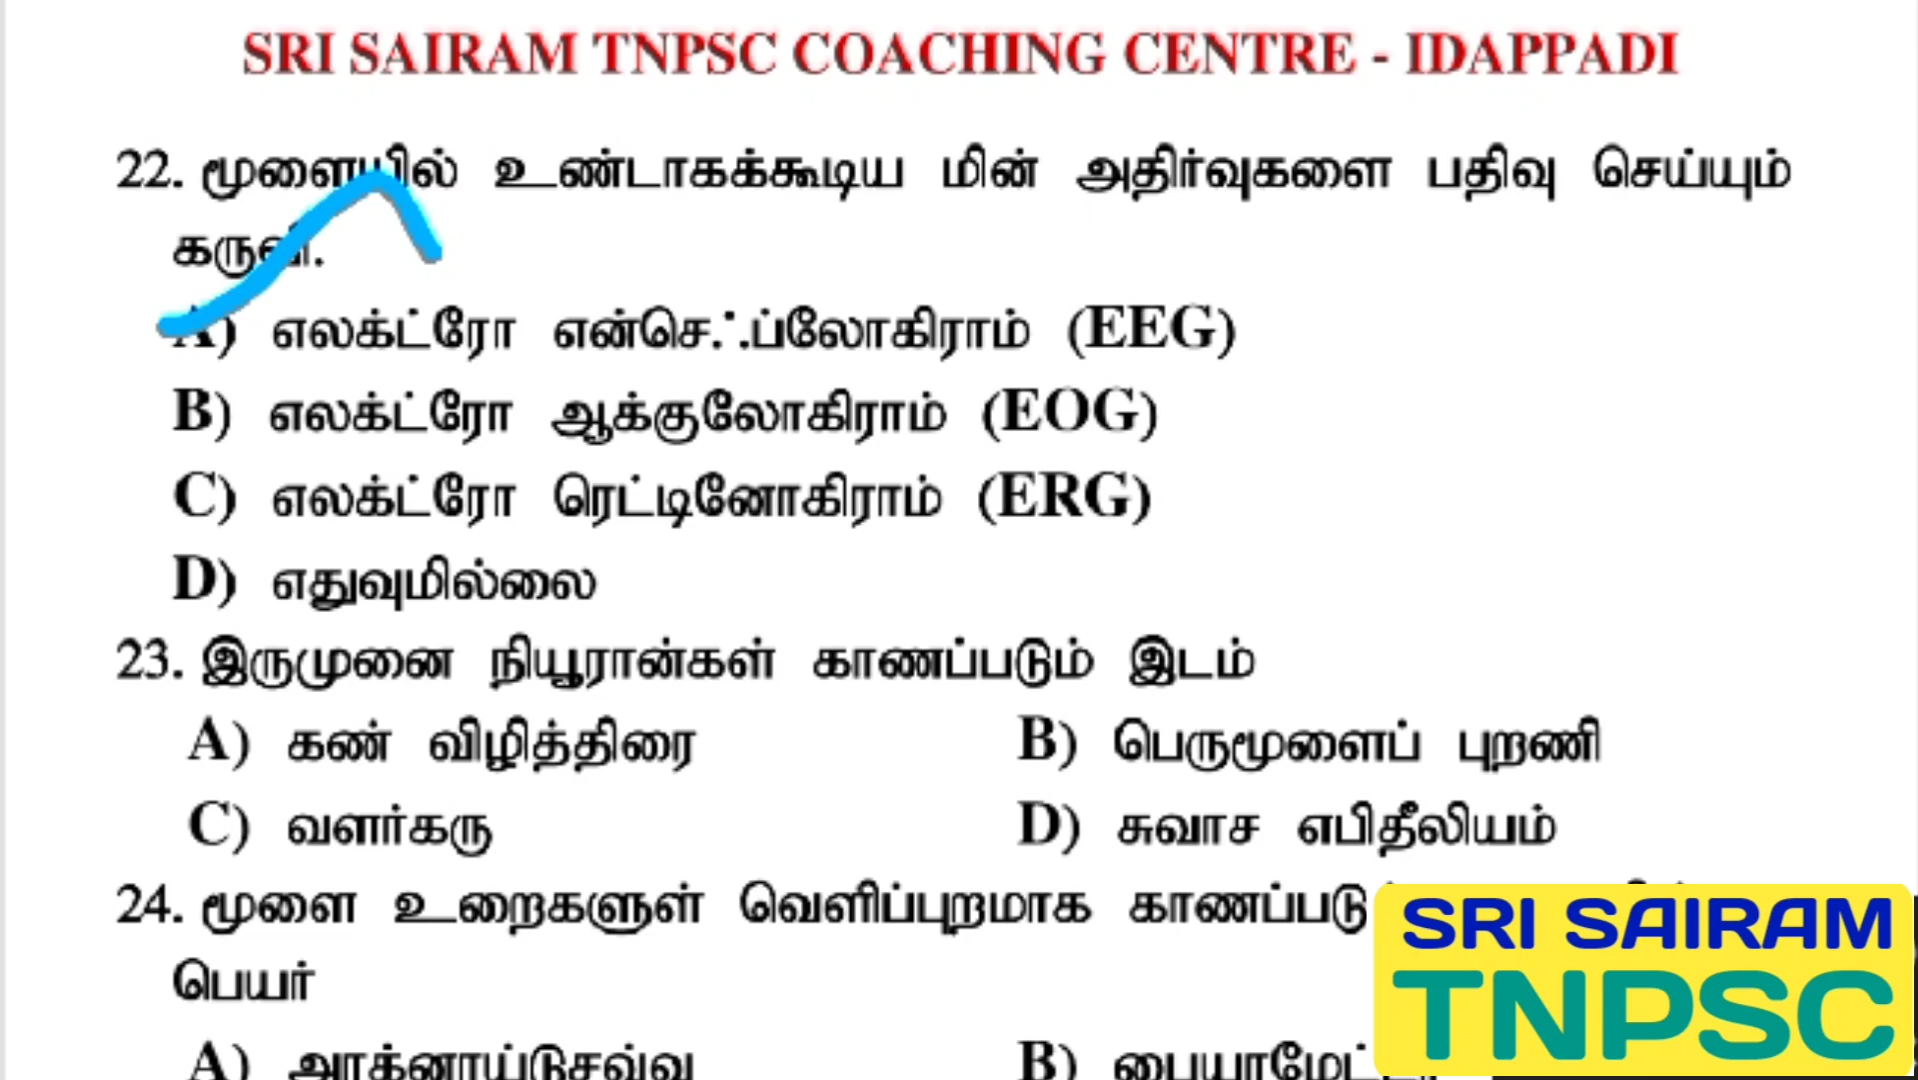 SRI SAIRAM TNPSC COACHING CENTRE - IDAPPADI
22. மூளையில் உண்டாகக்கூடிய மின் அதிர்வுகளை பதிவு செய்யும்
கருவி.
A) எலக்ட்ரோ என்செஃப்லோகிராம் (EEG)
B) எலக்ட்ரோ ஆக்குலோகிராம் (EOG)
C) எலக்ட்ரோ ரெட்டினோகிராம் (ERG)
D) எதுவுமில்லை
23. இருமுனை நியூரான்கள் காணப்படும் இடம்
A) கண் விழித்திரை B) பெருமூளைப் புறணி
C) வளர்கரு D) சுவாச எபிதீலியம்
24. மூளை உறைகளுள் வெளிப்புறமாக
பெயர்
A) B)
SRI SAIRAM
TNPSC